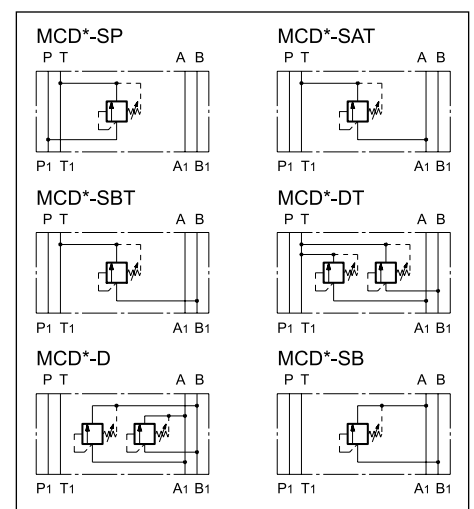 MCD*-SP
P T A B
P1 T1 A1 B1
MCD*-SAT
P T A B
P1 T1 A1 B1
MCD*-SBT
P T A B
P1 T1 A1 B1
MCD*-DT
P T A B
P1 T1 A1 B1
MCD*-D
P T A B
P1 T1 A1 B1
MCD*-SB
P T A B
P1 T1 A1 B1